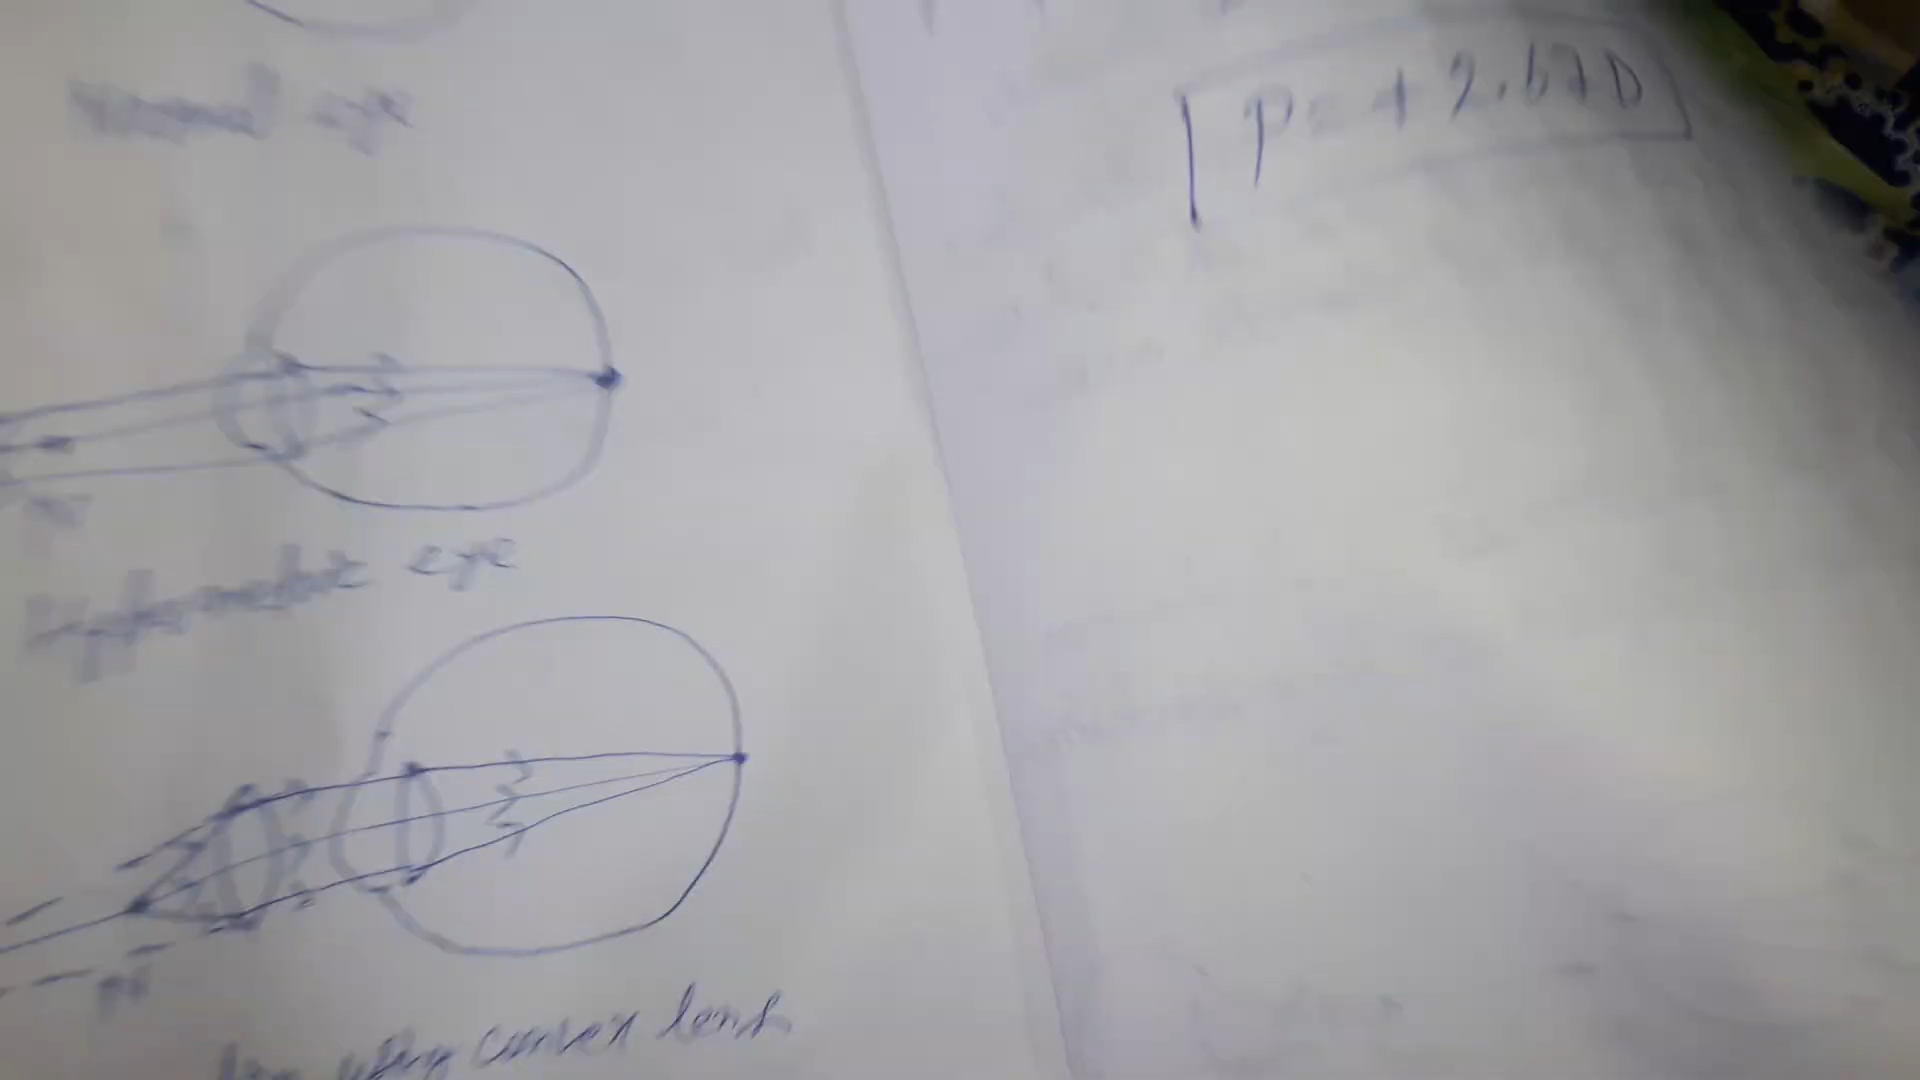 Normal eye
Hypermetropic eye
using convex lens
P = + 2.67D